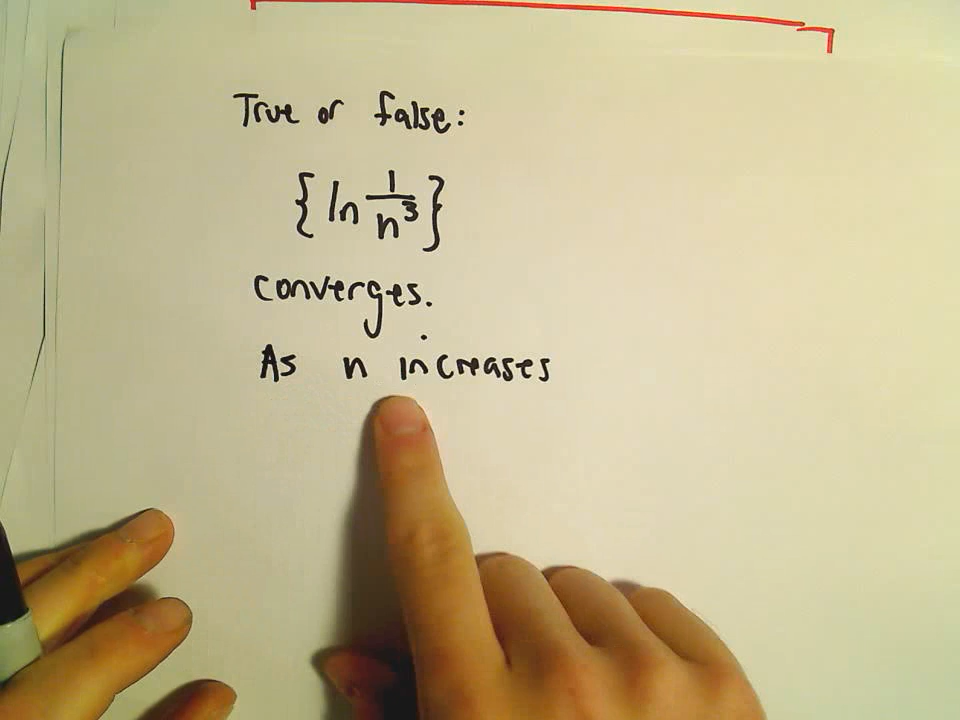 True or false:
{ ln 1/n³ }
converges.
As n increases